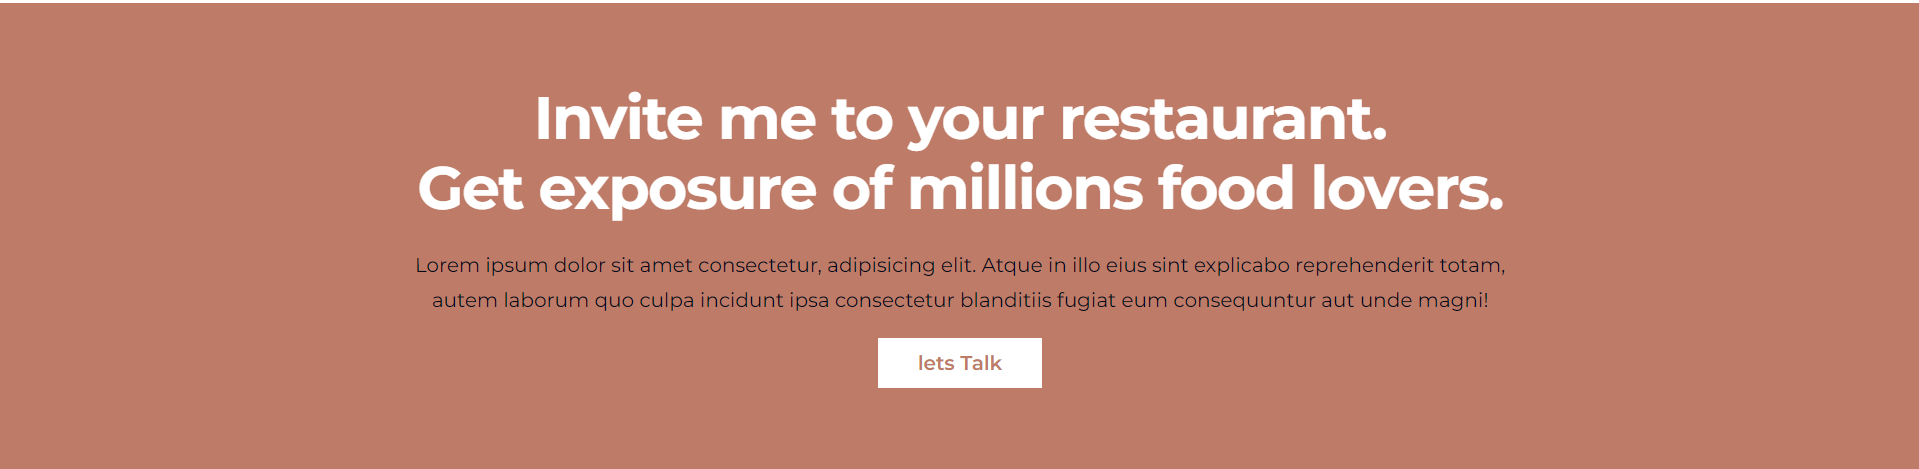 Invite me to your restaurant.
Get exposure of millions food lovers.
Lorem ipsum dolor sit amet consectetur, adipisicing elit. Atque in illo eius sint explicabo reprehenderit totam,
autem laborum quo culpa incidunt ipsa consectetur blanditiis fugiat eum consequuntur aut unde magni!
lets Talk